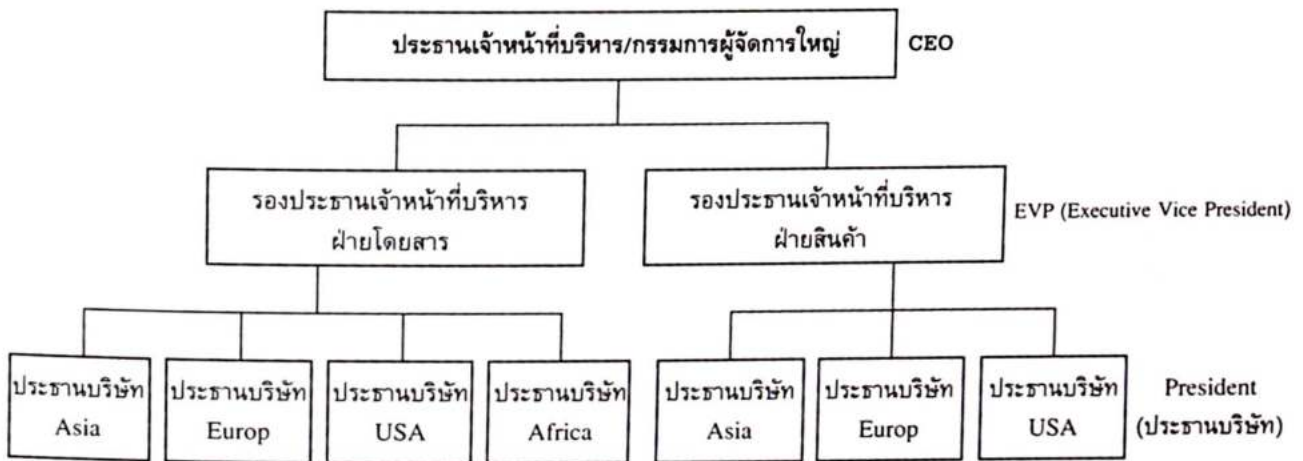 ประธานเจ้าหน้าที่บริหาร/กรรมการผู้จัดการใหญ่ CEO
รองประธานเจ้าหน้าที่บริหาร
ฝ่ายโดยสาร
รองประธานเจ้าหน้าที่บริหาร
ฝ่ายสินค้า
EVP (Executive Vice President)
ประธานบริษัท
Asia
ประธานบริษัท
Europ
ประธานบริษัท
USA
ประธานบริษัท
Africa
ประธานบริษัท
Asia
ประธานบริษัท
Europ
ประธานบริษัท
USA
President
(ประธานบริษัท)